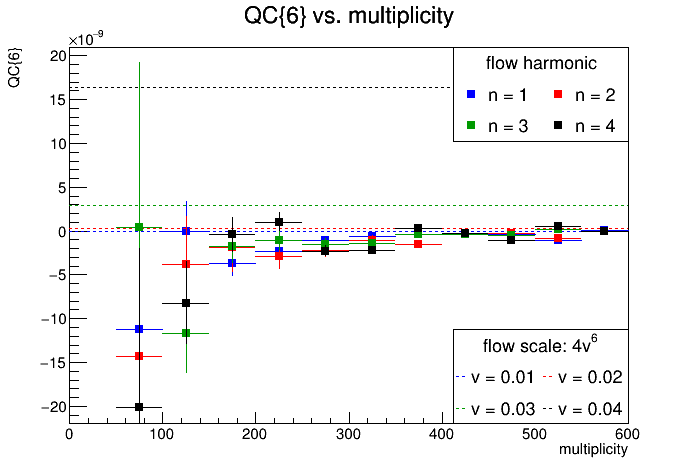 QC{6} vs. multiplicity
×10⁻⁹
QC{6}
20
15
10
5
0
−5
−10
−15
−20
flow harmonic
n = 1 n = 2
n = 3 n = 4
flow scale: 4v⁶
v = 0.01 v = 0.02
v = 0.03 v = 0.04
0 100 200 300 400 500 600
multiplicity